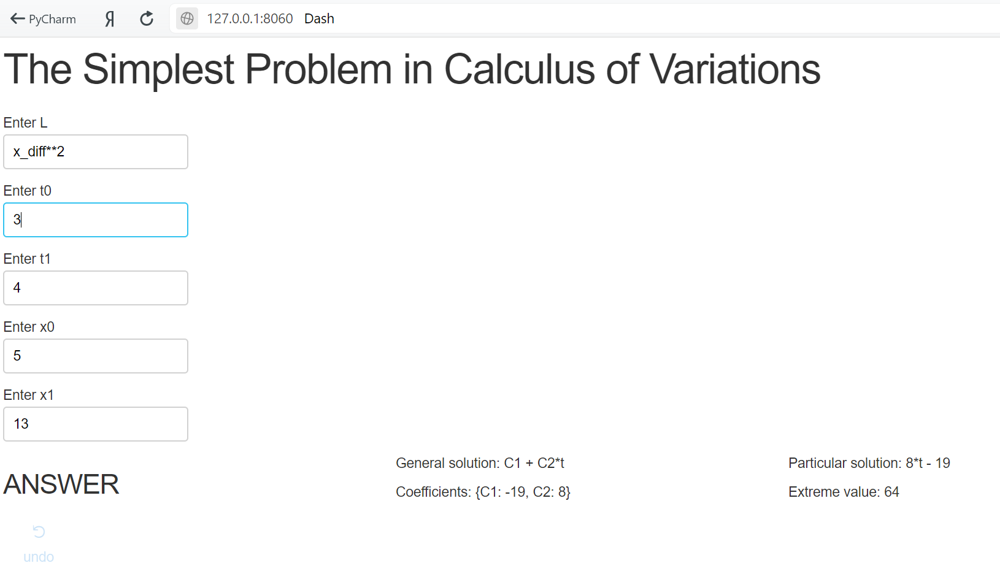 PyCharm Я 127.0.0.1:8060 Dash
The Simplest Problem in Calculus of Variations
Enter L
x_diff**2
Enter t0
3
Enter t1
4
Enter x0
5
Enter x1
13
ANSWER
General solution: C1 + C2*t
Coefficients: {C1: -19, C2: 8}
Particular solution: 8*t - 19
Extreme value: 64
undo